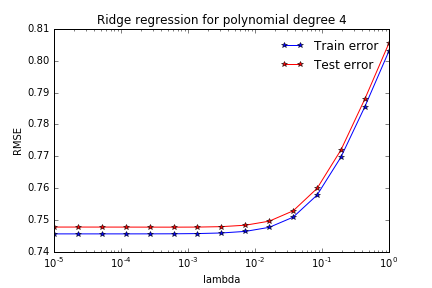 Ridge regression for polynomial degree 4
0.81
0.80
0.79
0.78
0.77
0.76
0.75
0.74
RMSE
Train error
Test error
10^-5
10^-4
10^-3
10^-2
10^-1
10^0
lambda